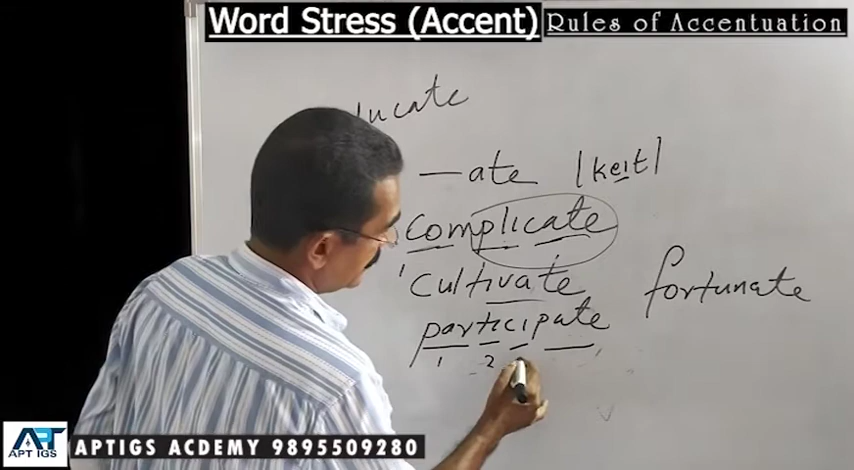 Word Stress (Accent) Rules of Accentuation
ucate
—ate /keit/
complicate
'cultivate fortunate
participate
1 2
APT IGS
APTIGS ACDEMY 9895509280